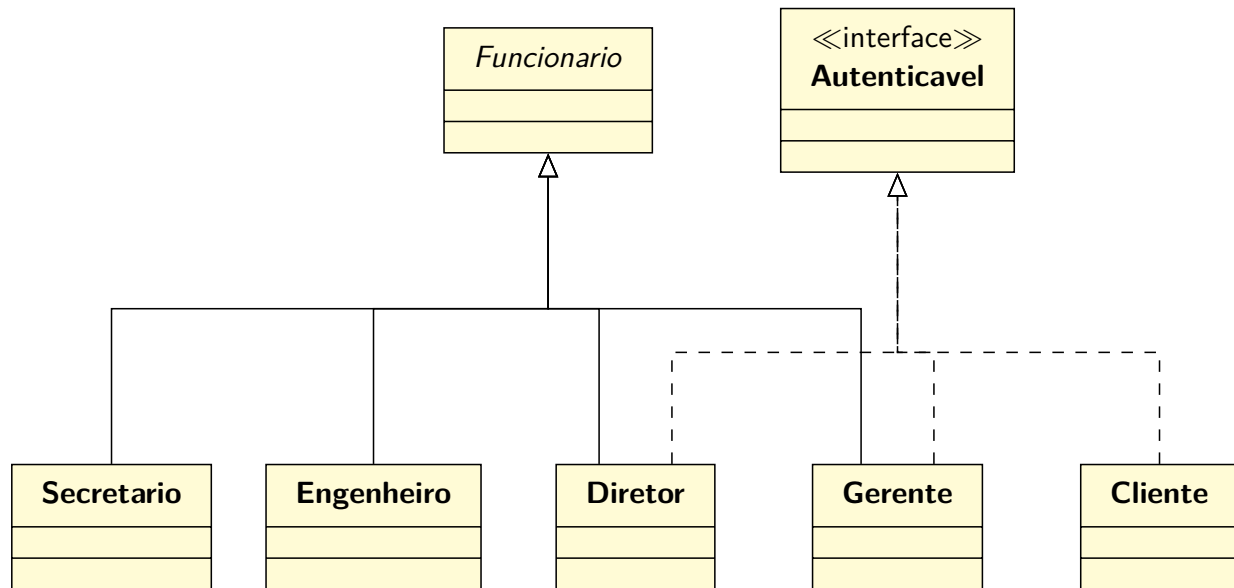 Funcionario
≪interface≫
Autenticavel
Secretario
Engenheiro
Diretor
Gerente
Cliente